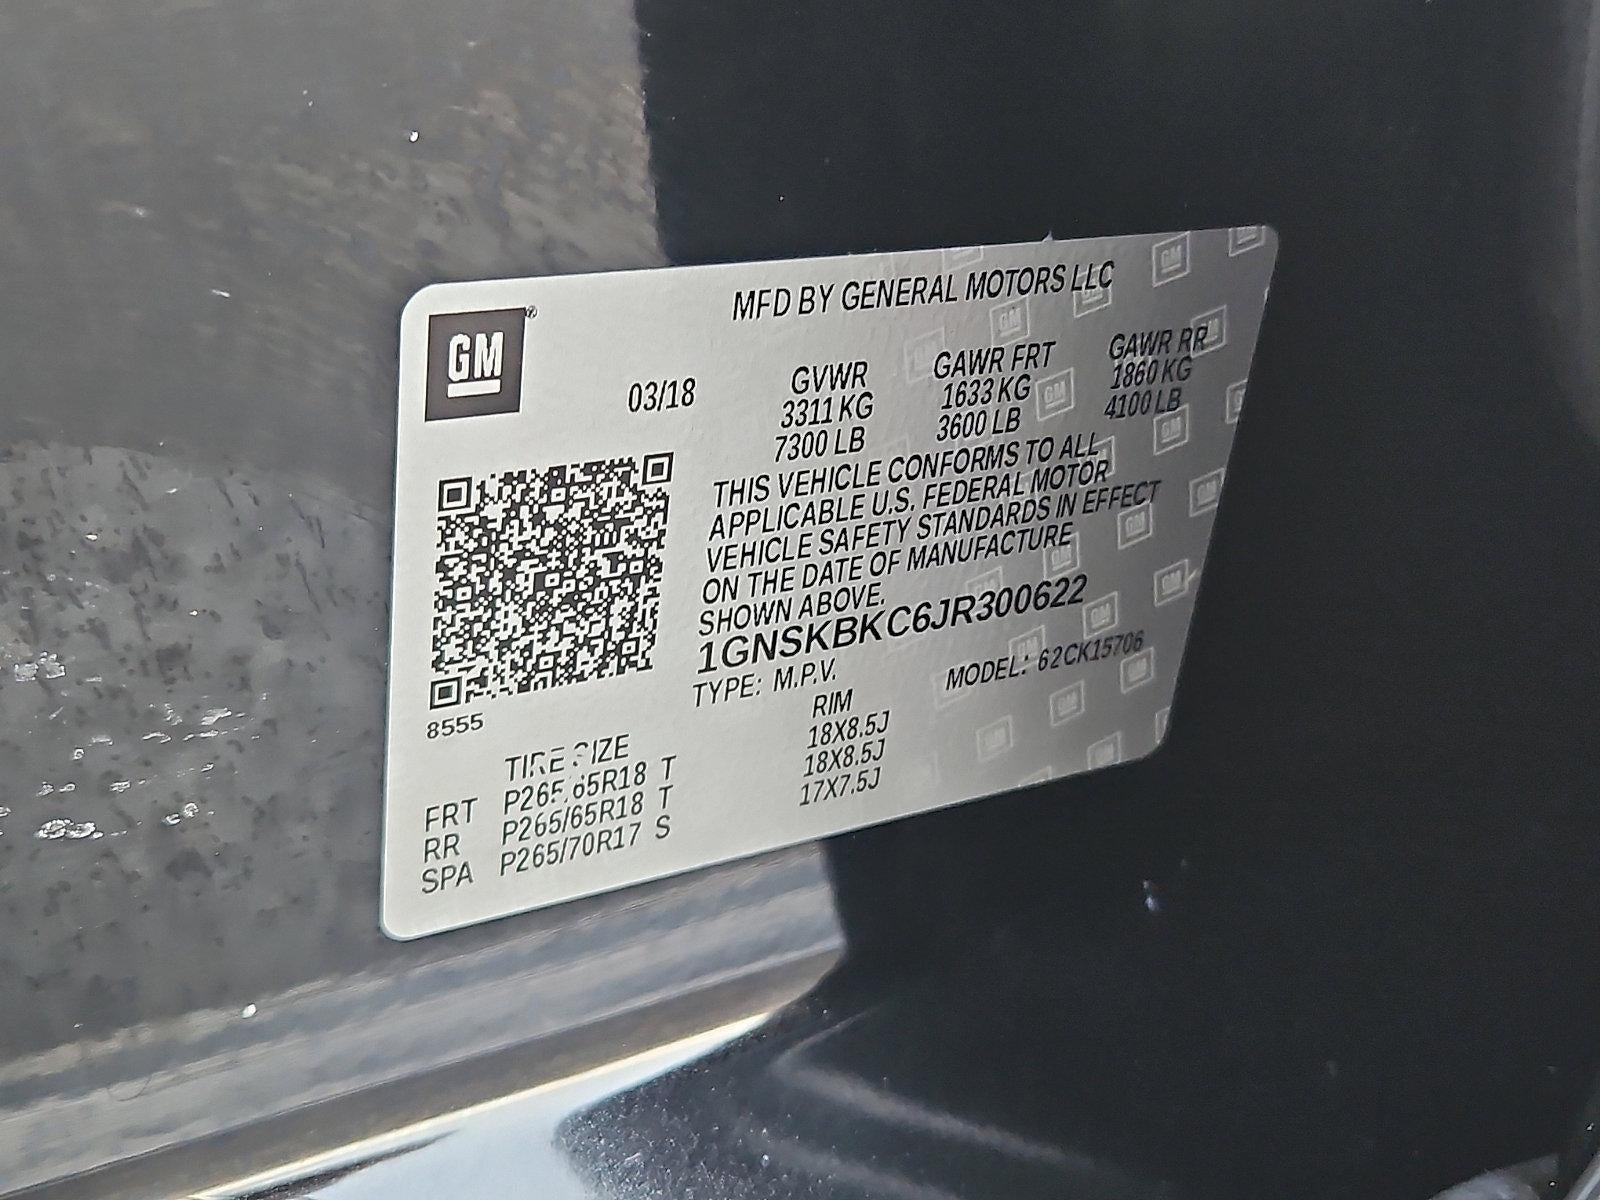 GM
MFD BY GENERAL MOTORS LLC
03/18
GVWR GAWR FRT GAWR RR
3311 KG 1633 KG 1860 KG
7300 LB 3600 LB 4100 LB
THIS VEHICLE CONFORMS TO ALL
APPLICABLE U.S. FEDERAL MOTOR
VEHICLE SAFETY STANDARDS IN EFFECT
ON THE DATE OF MANUFACTURE
SHOWN ABOVE.
1GNSKBKC6JR300622
TYPE: M.P.V. MODEL: 62CK15706
8555
TIRE SIZE RIM
FRT P265/65R18 T 18X8.5J
RR P265/65R18 T 18X8.5J
SPA P265/70R17 S 17X7.5J